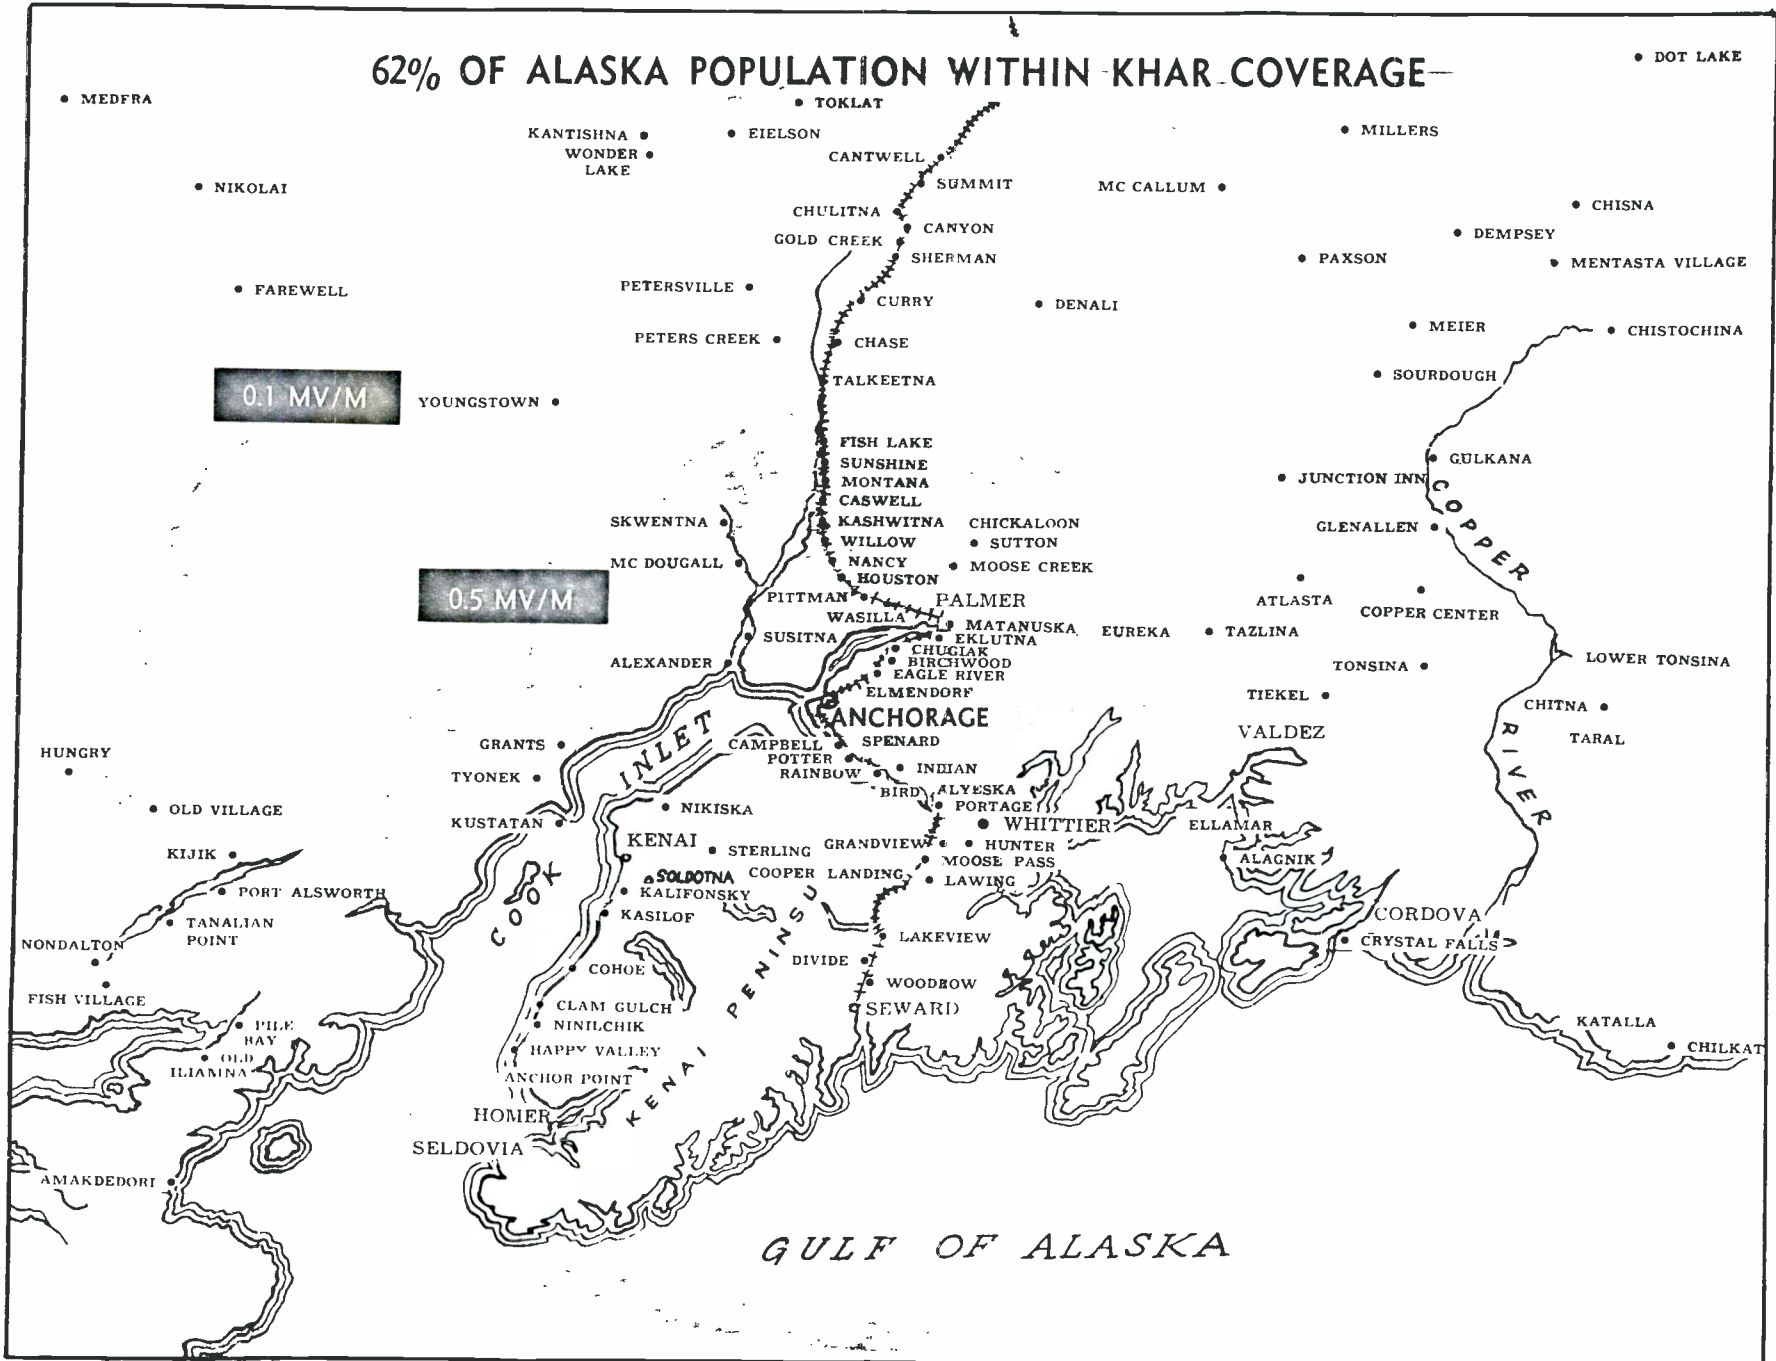 62% OF ALASKA POPULATION WITHIN KHAR COVERAGE
DOT LAKE
MEDFRA
TOKLAT
KANTISHNA
EIELSON
MILLERS
WONDER
LAKE
CANTWELL
NIKOLAI
SUMMIT
MC CALLUM
CHULITNA
CHISNA
CANYON
GOLD CREEK
DEMPSEY
SHERMAN
PAXSON
MENTASTA VILLAGE
FAREWELL
PETERSVILLE
CURRY
DENALI
PETERS CREEK
CHASE
MEIER
CHISTOCHINA
TALKEETNA
SOURDOUGH
0.1 MV/M
YOUNGSTOWN
FISH LAKE
SUNSHINE
GULKANA
MONTANA
JUNCTION INN
CASWELL
SKWENTNA
KASHWITNA
CHICKALOON
GLENALLEN
COPPER
WILLOW
SUTTON
MC DOUGALL
NANCY
MOOSE CREEK
HOUSTON
0.5 MV/M
PITTMAN
PALMER
ATLASTA
COPPER CENTER
WASILLA
MATANUSKA
EUREKA
TAZLINA
SUSITNA
EKLUTNA
CHUGIAK
ALEXANDER
BIRCHWOOD
TONSINA
LOWER TONSINA
EAGLE RIVER
ELMENDORF
TIEKEL
CHITNA
ANCHORAGE
INLET
VALDEZ
RIVER
TARAL
GRANTS
CAMPBELL
SPENARD
HUNGRY
POTTER
TYONEK
RAINBOW
INDIAN
BIRD
ALYESKA
OLD VILLAGE
NIKISKA
PORTAGE
KUSTATAN
WHITTIER
ELLAMAR
KENAI
STERLING
GRANDVIEW
HUNTER
KIJIK
MOOSE PASS
ALAGNIK
SOLDOTNA
COOPER LANDING
LAWING
PORT ALSWORTH
KALIFONSKY
COOK
KASILOF
CORDOVA
TANALIAN
POINT
LAKEVIEW
CRYSTAL FALLS
NONDALTON
DIVIDE
COHOE
WOODROW
FISH VILLAGE
CLAM GULCH
SEWARD
PILE
BAY
NINILCHIK
KATALLA
OLD
ILIAMNA
HAPPY VALLEY
CHILKAT
ANCHOR POINT
KENAI PENINSU
HOMER
SELDOVIA
AMAKDEDORI
GULF OF ALASKA